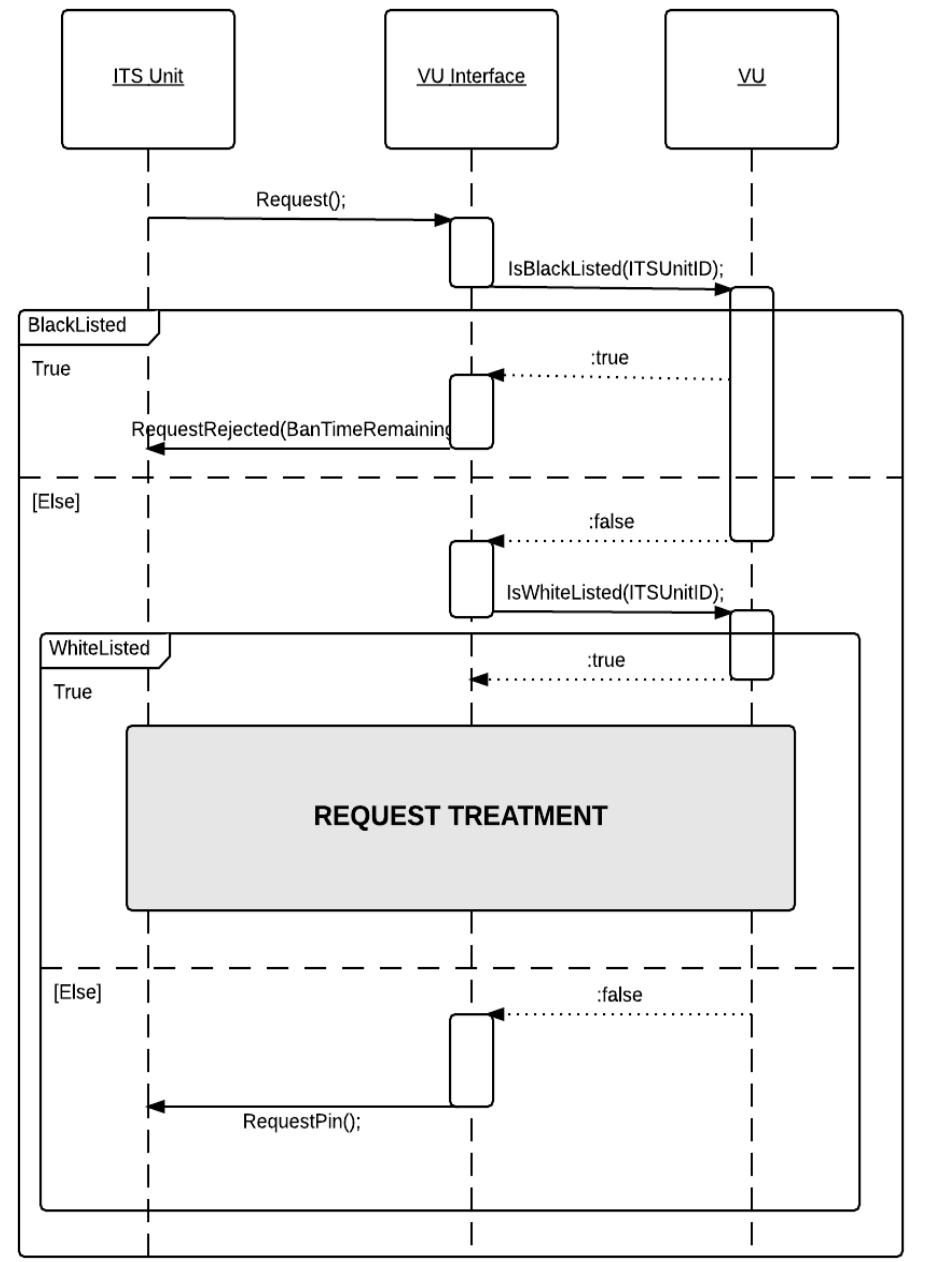 ITS Unit
VU Interface
VU
Request();
IsBlackListed(ITSUnitID);
BlackListed
True
:true
RequestRejected(BanTimeRemaining
[Else]
:false
IsWhiteListed(ITSUnitID);
WhiteListed
:true
True
REQUEST TREATMENT
[Else]
:false
RequestPin();